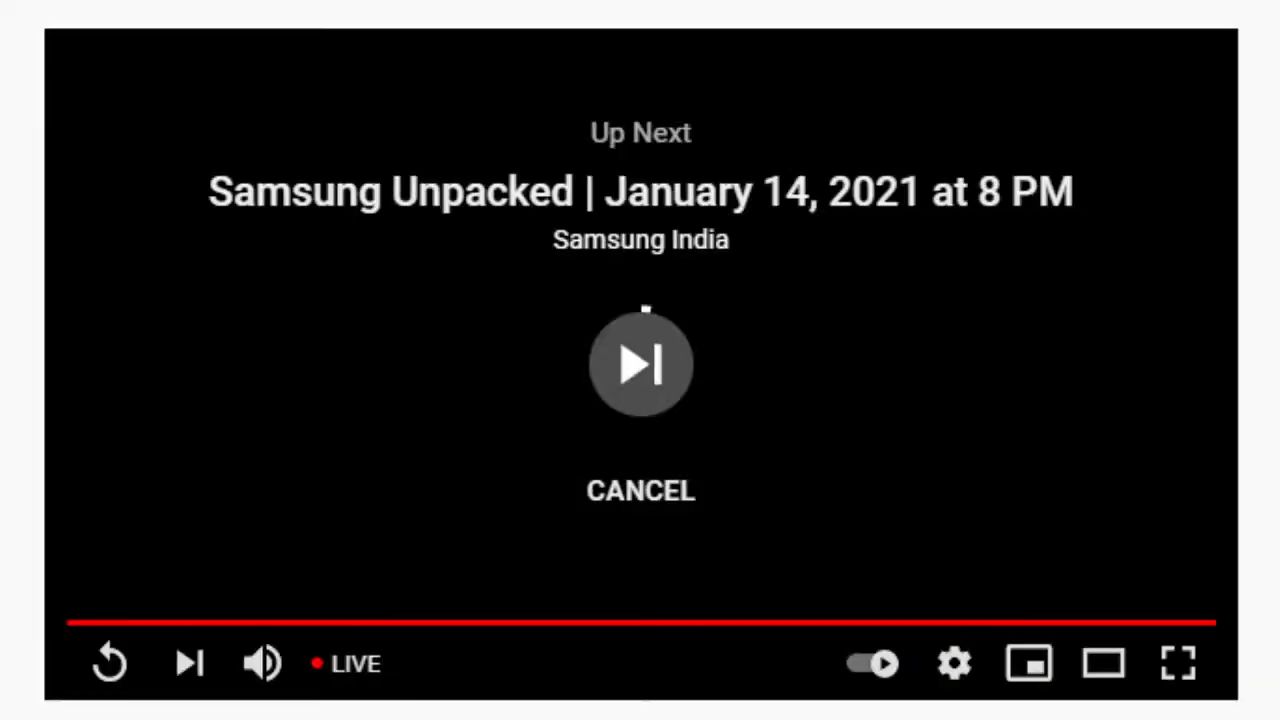 Up Next
Samsung Unpacked | January 14, 2021 at 8 PM
Samsung India
CANCEL
LIVE